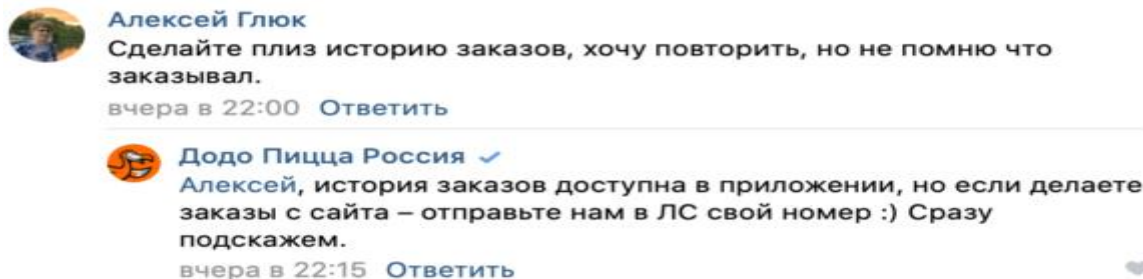 Алексей Глюк
Сделайте плиз историю заказов, хочу повторить, но не помню что
заказывал.
вчера в 22:00 Ответить
Додо Пицца Россия
Алексей, история заказов доступна в приложении, но если делаете
заказы с сайта – отправьте нам в ЛС свой номер :) Сразу
подскажем.
вчера в 22:15 Ответить